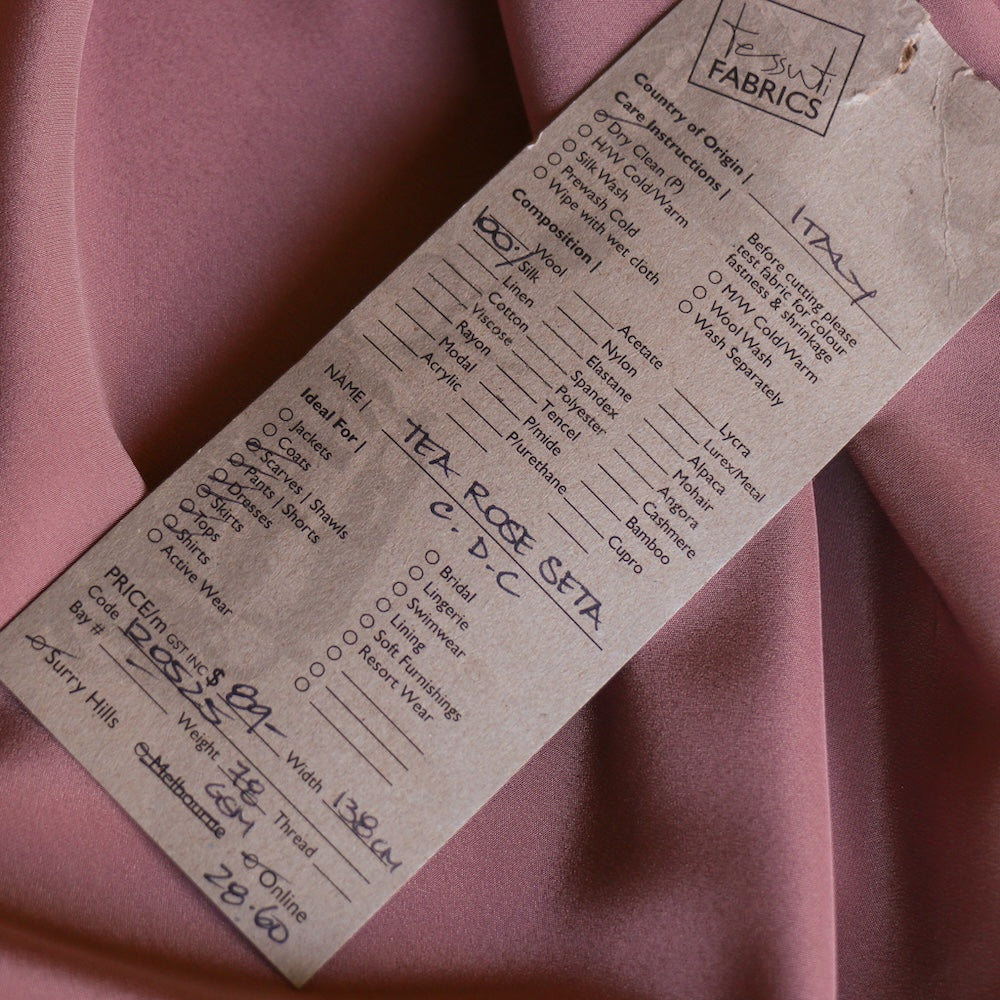 tessuti
FABRICS
Country of Origin | ITALY
Care Instructions |
Before cutting please
test fabric for colour
fastness & shrinkage
Dry Clean (P)
H/W Cold/Warm
Silk Wash
Prewash Cold
Wipe with wet cloth
M/W Cold/Warm
Wool Wash
Wash Separately
Composition |
Wool
100% Silk
Linen
Cotton
Viscose
Rayon
Modal
Acrylic
Acetate
Nylon
Elastane
Spandex
Polyester
Tencel
P/mide
P/urethane
Lycra
Lurex/Metal
Alpaca
Mohair
Angora
Cashmere
Bamboo
Cupro
NAME | TEA ROSE SETA
C. D-C
Ideal For |
Jackets
Coats
Scarves | Shawls
Pants | Shorts
Dresses
Skirts
Tops
Shirts
Active Wear
Bridal
Lingerie
Swimwear
Lining
Soft Furnishings
Resort Wear
PRICE/m GST INC $ 89-
Code
Width 138CM
Bay #
Weight 78 GSM
Thread
Surry Hills
Melbourne
Online
28.60